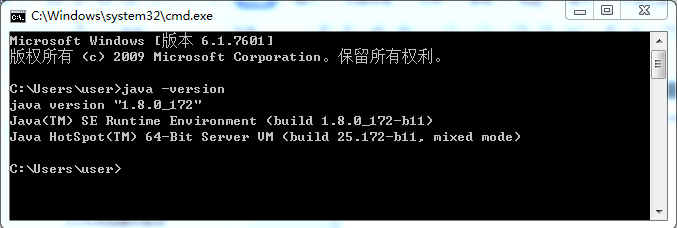 C:\Windows\system32\cmd.exe
Microsoft Windows [版本 6.1.7601]
版权所有 (c) 2009 Microsoft Corporation。保留所有权利。
C:\Users\user>java -version
java version "1.8.0_172"
Java(TM) SE Runtime Environment (build 1.8.0_172-b11)
Java HotSpot(TM) 64-Bit Server VM (build 25.172-b11, mixed mode)
C:\Users\user>